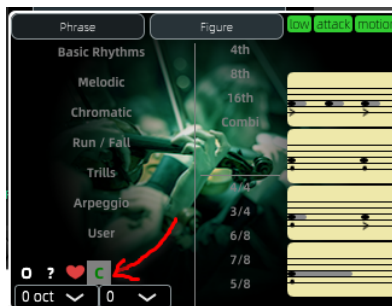 Phrase
Figure
low attack motion
Basic Rhythms
Melodic
Chromatic
Run / Fall
Trills
Arpeggio
User
4th
8th
16th
Combi
4/4
3/4
6/8
7/8
5/8
O ? C
0 oct 0